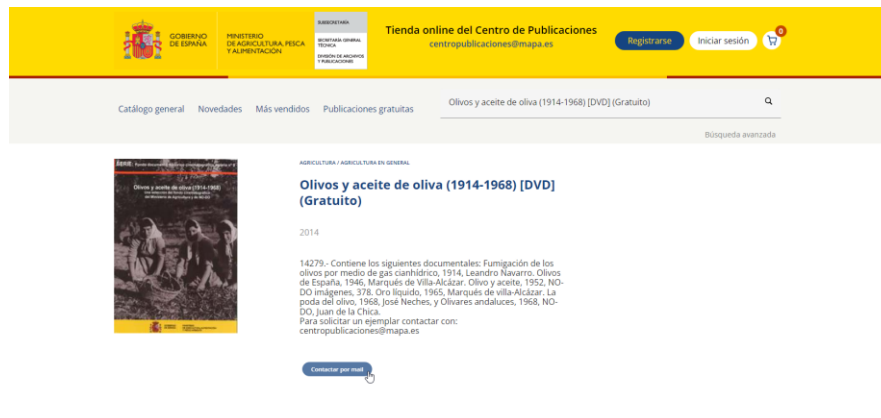 GOBIERNO
DE ESPAÑA
MINISTERIO
DE AGRICULTURA, PESCA
Y ALIMENTACIÓN
SUBSECRETARÍA
SECRETARÍA GENERAL
TÉCNICA
DIVISIÓN DE ARCHIVOS
Y PUBLICACIONES
Tienda online del Centro de Publicaciones
centropublicaciones@mapa.es
Registrarse
Iniciar sesión
0
Catálogo general Novedades Más vendidos Publicaciones gratuitas
Olivos y aceite de oliva (1914-1968) [DVD] (Gratuito)
Búsqueda avanzada
Olivos y aceite de oliva (1914-1968)
AGRICULTURA / AGRICULTURA EN GENERAL
Olivos y aceite de oliva (1914-1968) [DVD]
(Gratuito)
2014
14279.- Contiene los siguientes documentales: Fumigación de los
olivos por medio de gas cianhídrico, 1914, Leandro Navarro. Olivos
de España, 1946, Marqués de Villa-Alcázar. Olivo y aceite, 1952, NO-
DO imágenes, 378. Oro líquido, 1965, Marqués de villa-Alcázar. La
poda del olivo, 1968, José Neches, y Olivares andaluces, 1968, NO-
DO, Juan de la Chica.
Para solicitar un ejemplar contactar con:
centropublicaciones@mapa.es
Contactar por mail